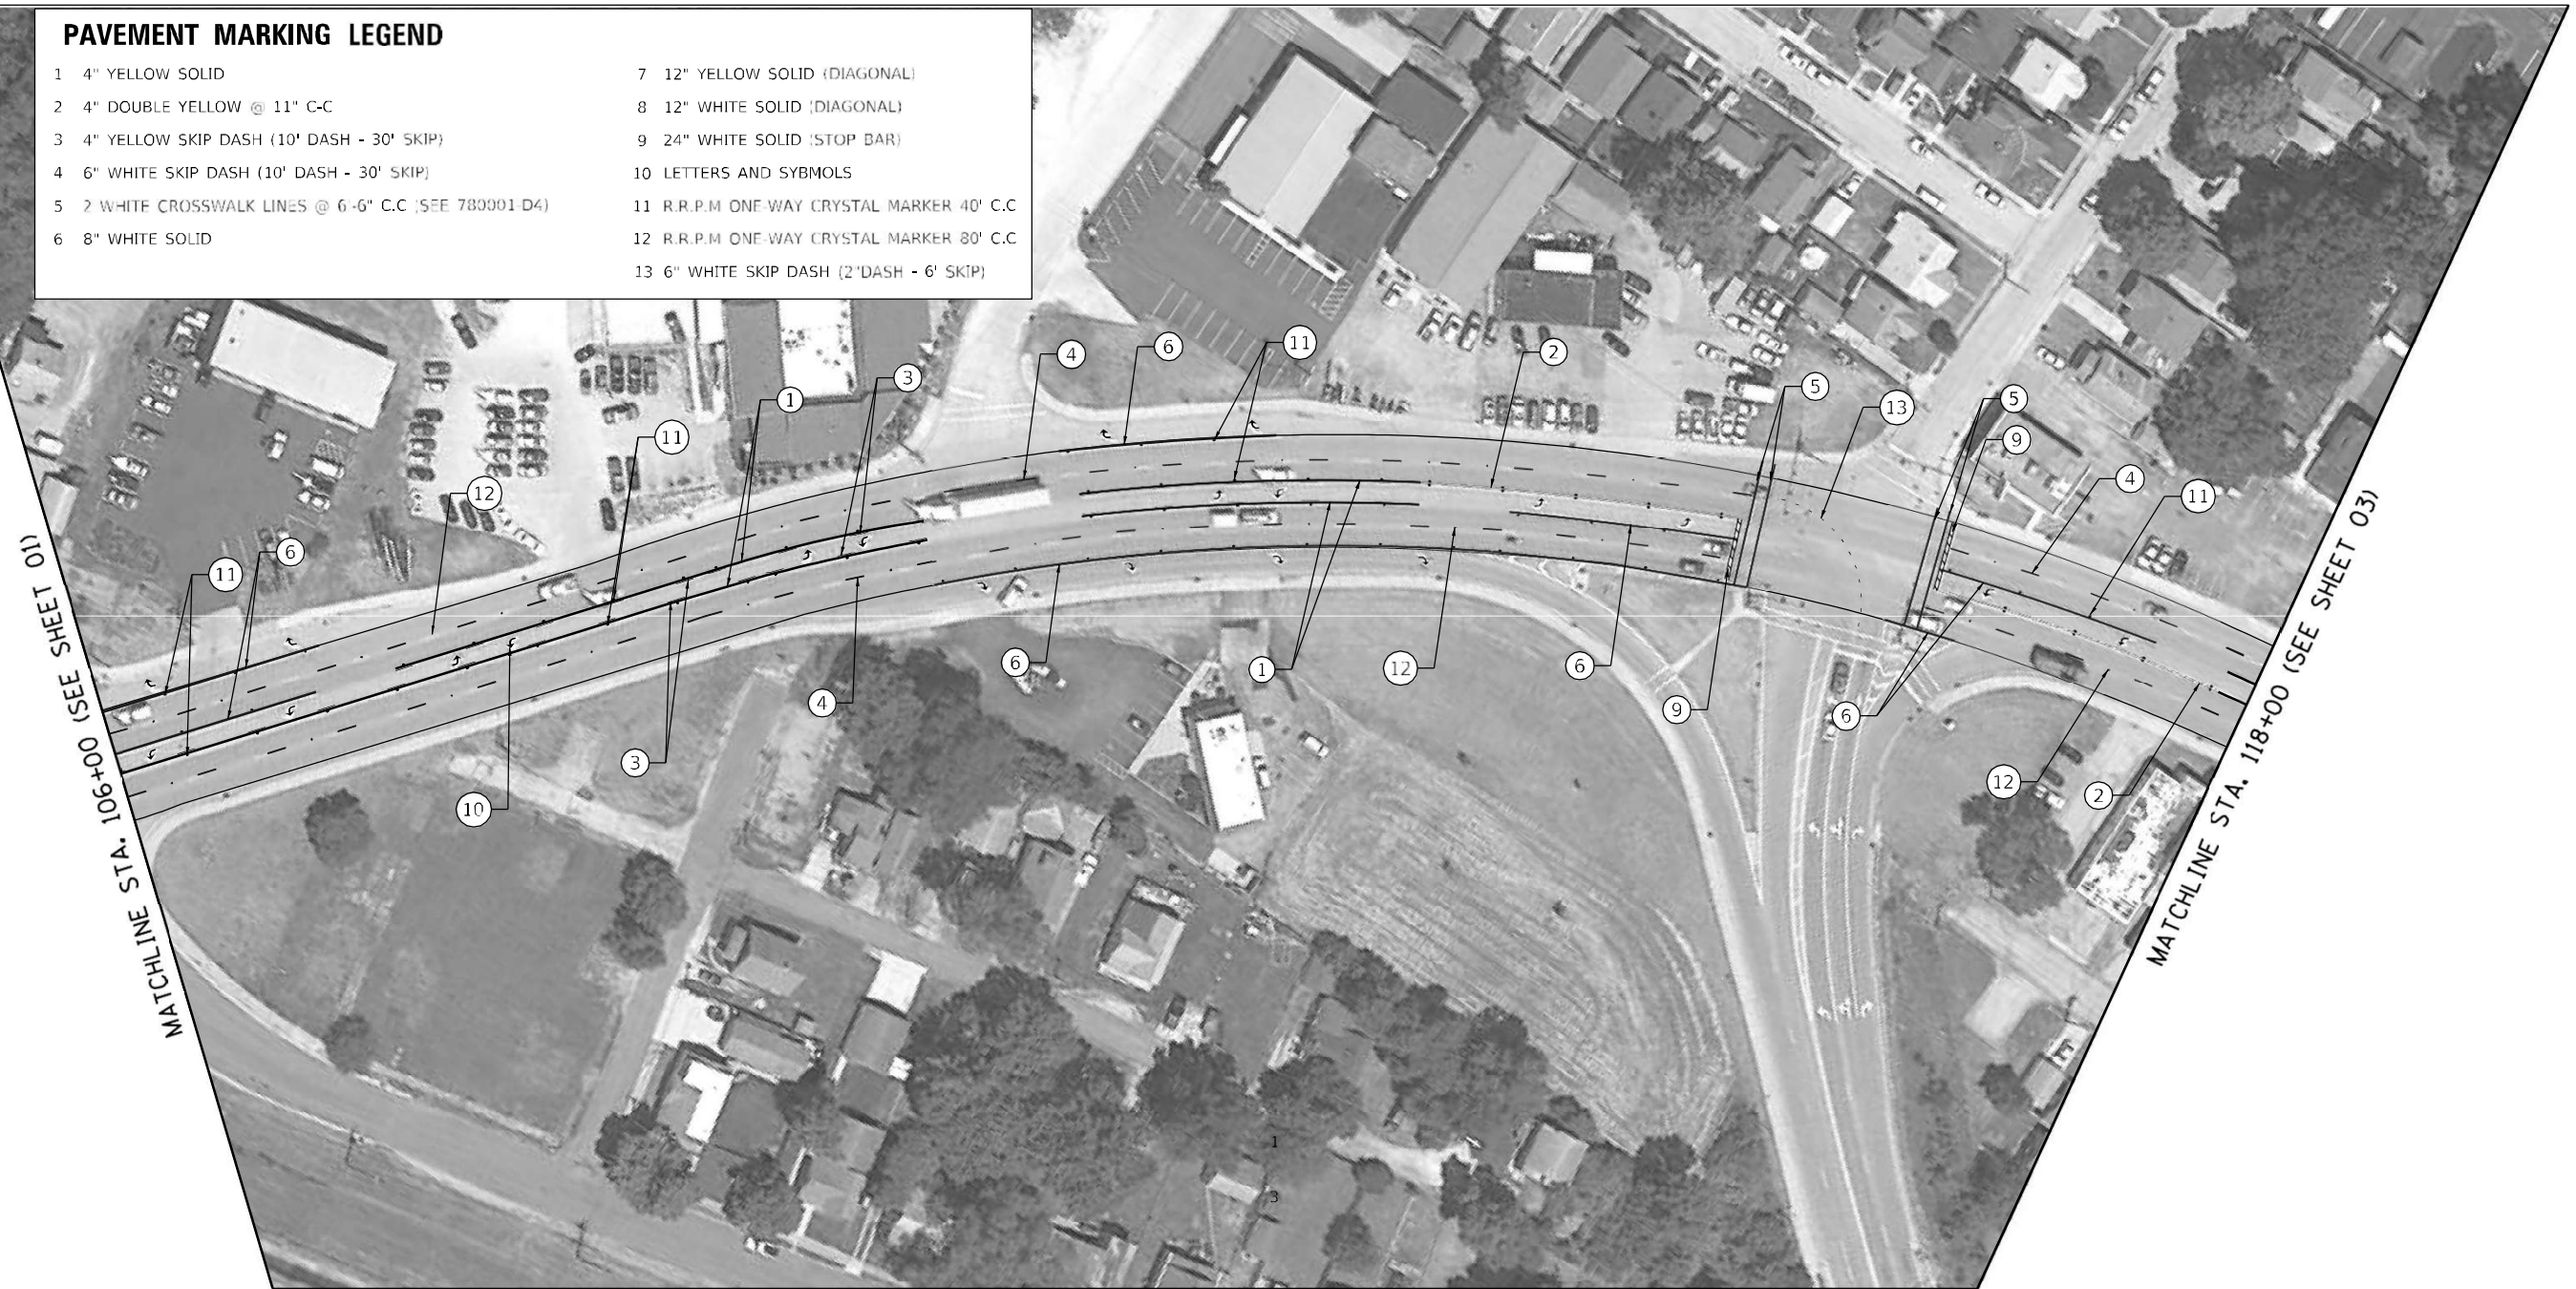 PAVEMENT MARKING LEGEND
1 4" YELLOW SOLID
2 4" DOUBLE YELLOW @ 11" C-C
3 4" YELLOW SKIP DASH (10' DASH - 30' SKIP)
4 6" WHITE SKIP DASH (10' DASH - 30' SKIP)
5 2 WHITE CROSSWALK LINES @ 6'-6" C.C (SEE 780001-D4)
6 8" WHITE SOLID
7 12" YELLOW SOLID (DIAGONAL)
8 12" WHITE SOLID (DIAGONAL)
9 24" WHITE SOLID (STOP BAR)
10 LETTERS AND SYBMOLS
11 R.R.P.M ONE-WAY CRYSTAL MARKER 40' C.C
12 R.R.P.M ONE-WAY CRYSTAL MARKER 80' C.C
13 6" WHITE SKIP DASH (2"DASH - 6' SKIP)
4
6
11
2
3
5
1
5
13
11
9
4
12
11
6
11
6
1
12
6
4
9
6
3
12
2
10
MATCHLINE STA. 106+00 (SEE SHEET 01)
MATCHLINE STA. 118+00 (SEE SHEET 03)
1
3